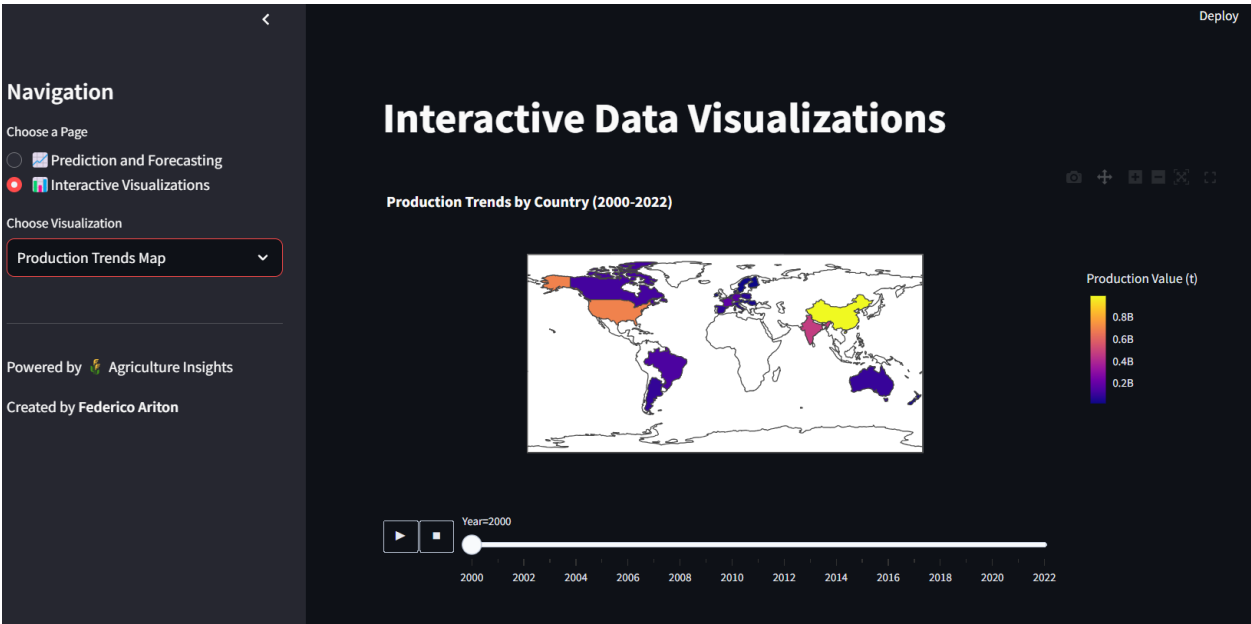 Deploy
Navigation
Choose a Page
Prediction and Forecasting
Interactive Visualizations
Choose Visualization
Production Trends Map
Powered by Agriculture Insights
Created by Federico Ariton
Interactive Data Visualizations
Production Trends by Country (2000-2022)
Production Value (t)
0.8B
0.6B
0.4B
0.2B
Year=2000
2000 2002 2004 2006 2008 2010 2012 2014 2016 2018 2020 2022